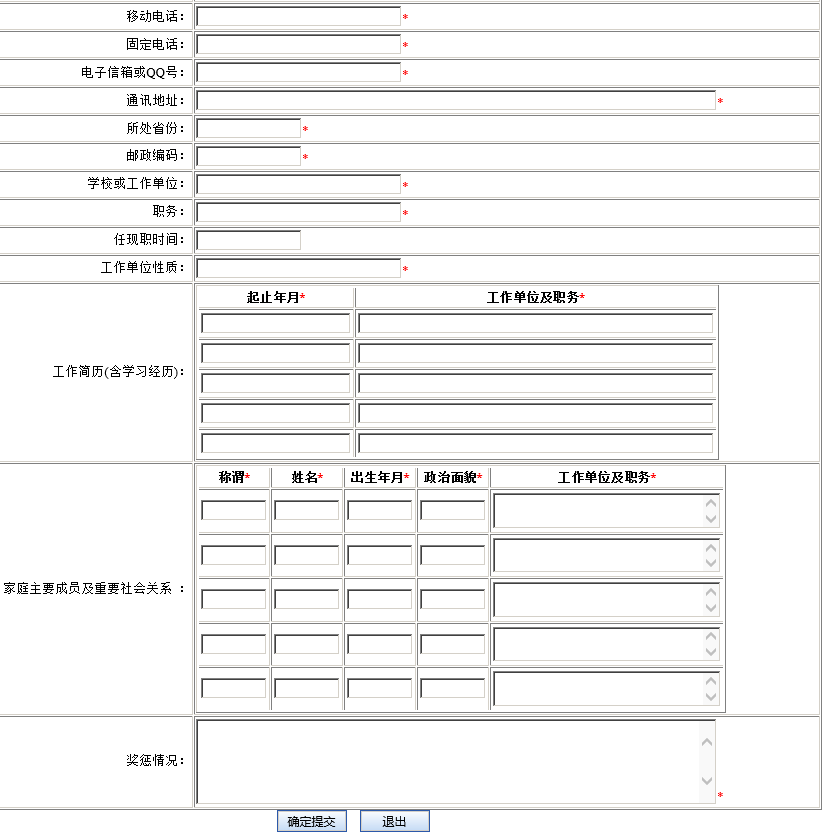 移动电话： *
固定电话： *
电子信箱或QQ号： *
通讯地址： *
所处省份： *
邮政编码： *
学校或工作单位： *
职务： *
任现职时间：
工作单位性质： *
起止年月* 工作单位及职务*
工作简历(含学习经历)：
称谓* 姓名* 出生年月* 政治面貌* 工作单位及职务*
家庭主要成员及重要社会关系 ：
奖惩情况： *
确定提交 退出